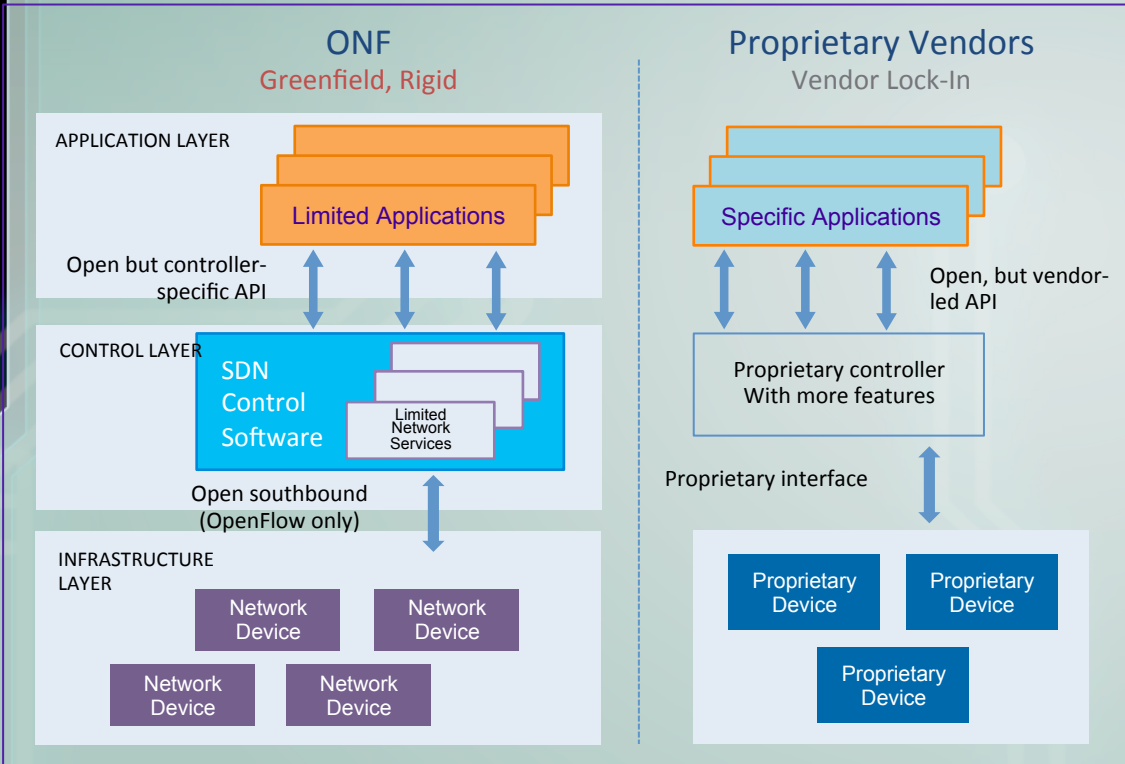 ONF
Greenfield, Rigid
APPLICATION LAYER
Limited Applications
Open but controller-
specific API
CONTROL LAYER
SDN
Control
Software
Limited
Network
Services
Open southbound
(OpenFlow only)
INFRASTRUCTURE
LAYER
Network
Device
Network
Device
Network
Device
Network
Device
Proprietary Vendors
Vendor Lock-In
Specific Applications
Open, but vendor-
led API
Proprietary controller
With more features
Proprietary interface
Proprietary
Device
Proprietary
Device
Proprietary
Device